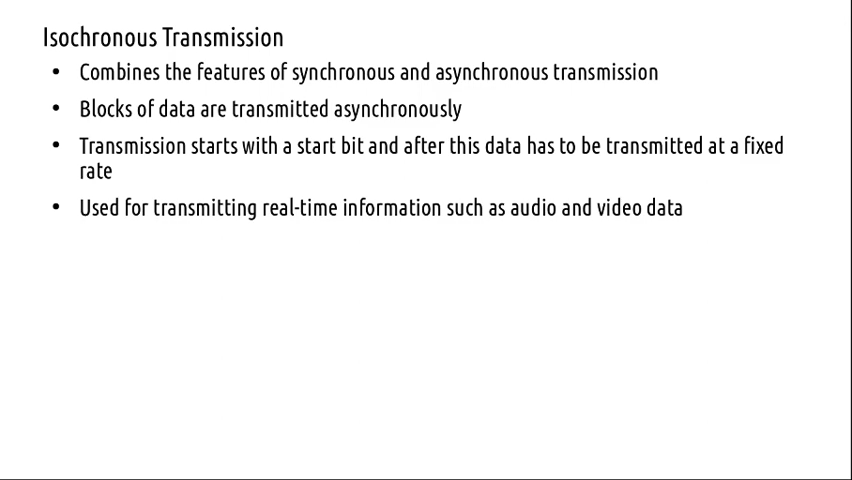 Isochronous Transmission
• Combines the features of synchronous and asynchronous transmission
• Blocks of data are transmitted asynchronously
• Transmission starts with a start bit and after this data has to be transmitted at a fixed
rate
• Used for transmitting real-time information such as audio and video data